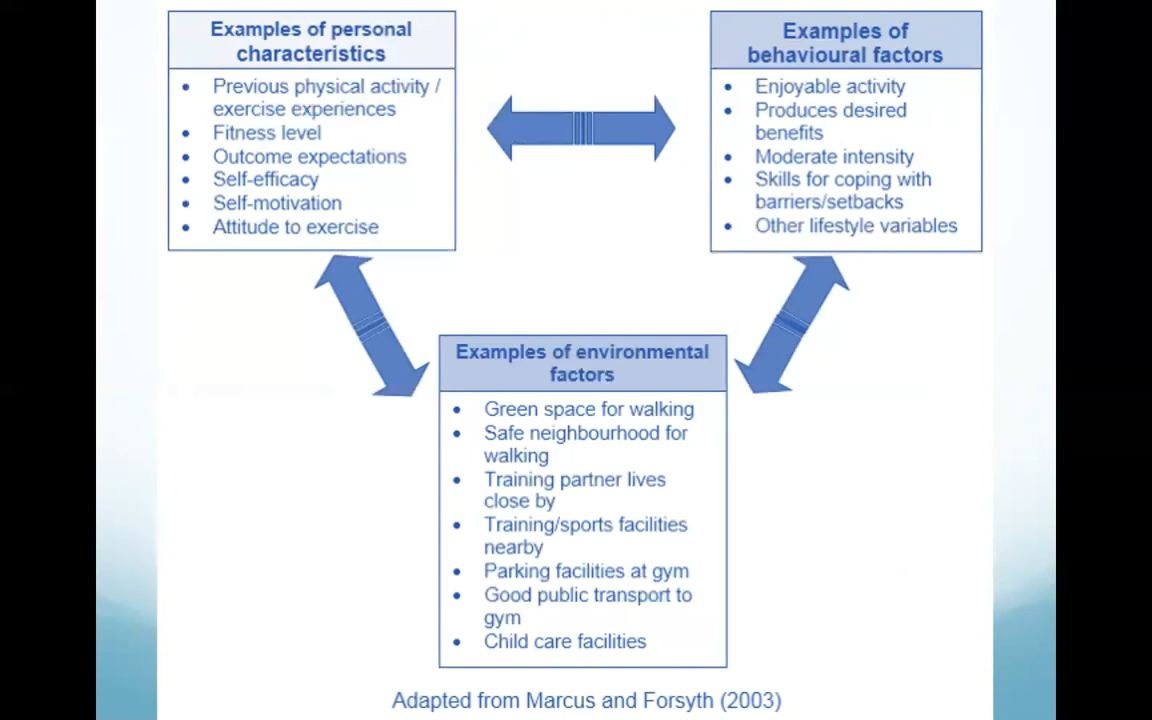 Examples of personal
characteristics
• Previous physical activity /
exercise experiences
• Fitness level
• Outcome expectations
• Self-efficacy
• Self-motivation
• Attitude to exercise
Examples of
behavioural factors
• Enjoyable activity
• Produces desired
benefits
• Moderate intensity
• Skills for coping with
barriers/setbacks
• Other lifestyle variables
Examples of environmental
factors
• Green space for walking
• Safe neighbourhood for
walking
• Training partner lives
close by
• Training/sports facilities
nearby
• Parking facilities at gym
• Good public transport to
gym
• Child care facilities
Adapted from Marcus and Forsyth (2003)